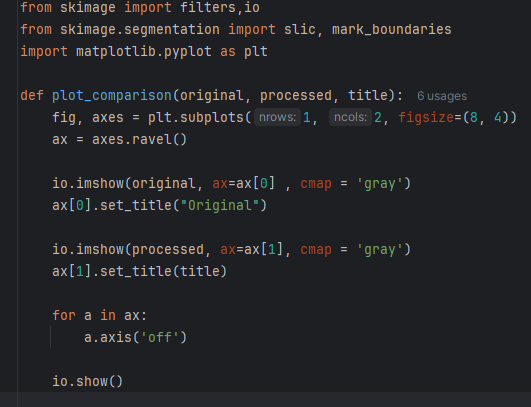 from skimage import filters,io
from skimage.segmentation import slic, mark_boundaries
import matplotlib.pyplot as plt
def plot_comparison(original, processed, title): 6 usages
    fig, axes = plt.subplots( nrows: 1, ncols: 2, figsize=(8, 4))
    ax = axes.ravel()
    io.imshow(original, ax=ax[0] , cmap = 'gray')
    ax[0].set_title("Original")
    io.imshow(processed, ax=ax[1], cmap = 'gray')
    ax[1].set_title(title)
    for a in ax:
        a.axis('off')
    io.show()